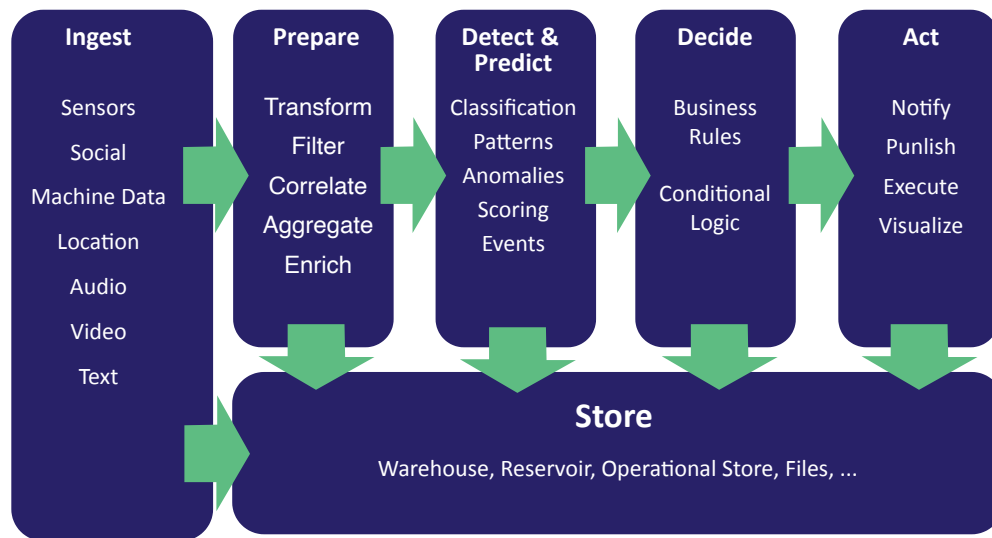 Ingest
Sensors
Social
Machine Data
Location
Audio
Video
Text
Prepare
Transform
Filter
Correlate
Aggregate
Enrich
Detect &
Predict
Classification
Patterns
Anomalies
Scoring
Events
Decide
Business
Rules
Conditional
Logic
Act
Notify
Punlish
Execute
Visualize
Store
Warehouse, Reservoir, Operational Store, Files, ...